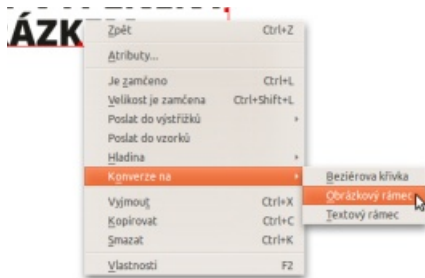 ÁZK
Zpět Ctrl+Z
Atributy...
Je zamčeno Ctrl+L
Velikost je zamčena Ctrl+Shift+L
Poslat do výstřižků
Poslat do vzorků
Hladina
Konverze na
Beziérova křivka
Obrázkový rámec
Textový rámec
Vyjmout Ctrl+X
Kopírovat Ctrl+C
Smazat Ctrl+K
Vlastnosti F2